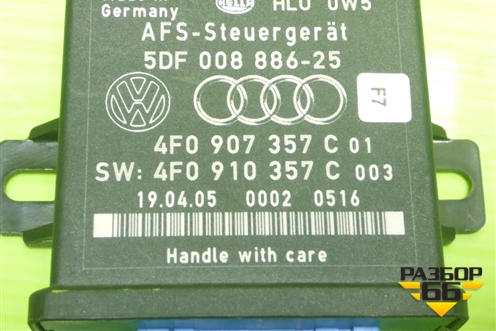 Germany
HELLA
HLO 0W5
AFS-Steuergerät
5DF 008 886-25
F7
4F0 907 357 C 01
SW: 4F0 910 357 C 003
19.04.05 0002 0516
Handle with care
РАЗБОР
66